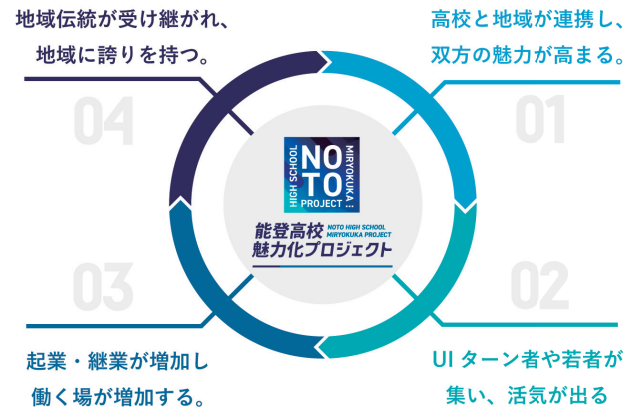 地域伝統が受け継がれ、
地域に誇りを持つ。
04
高校と地域が連携し、
双方の魅力が高まる。
01
HIGH SCHOOL
NO
TO
PROJECT
MIRYOKUKA
能登高校
NOTO HIGH SCHOOL
MIRYOKUKA PROJECT
魅力化プロジェクト
03
起業・継業が増加し
働く場が増加する。
02
UIターン者や若者が
集い、活気が出る